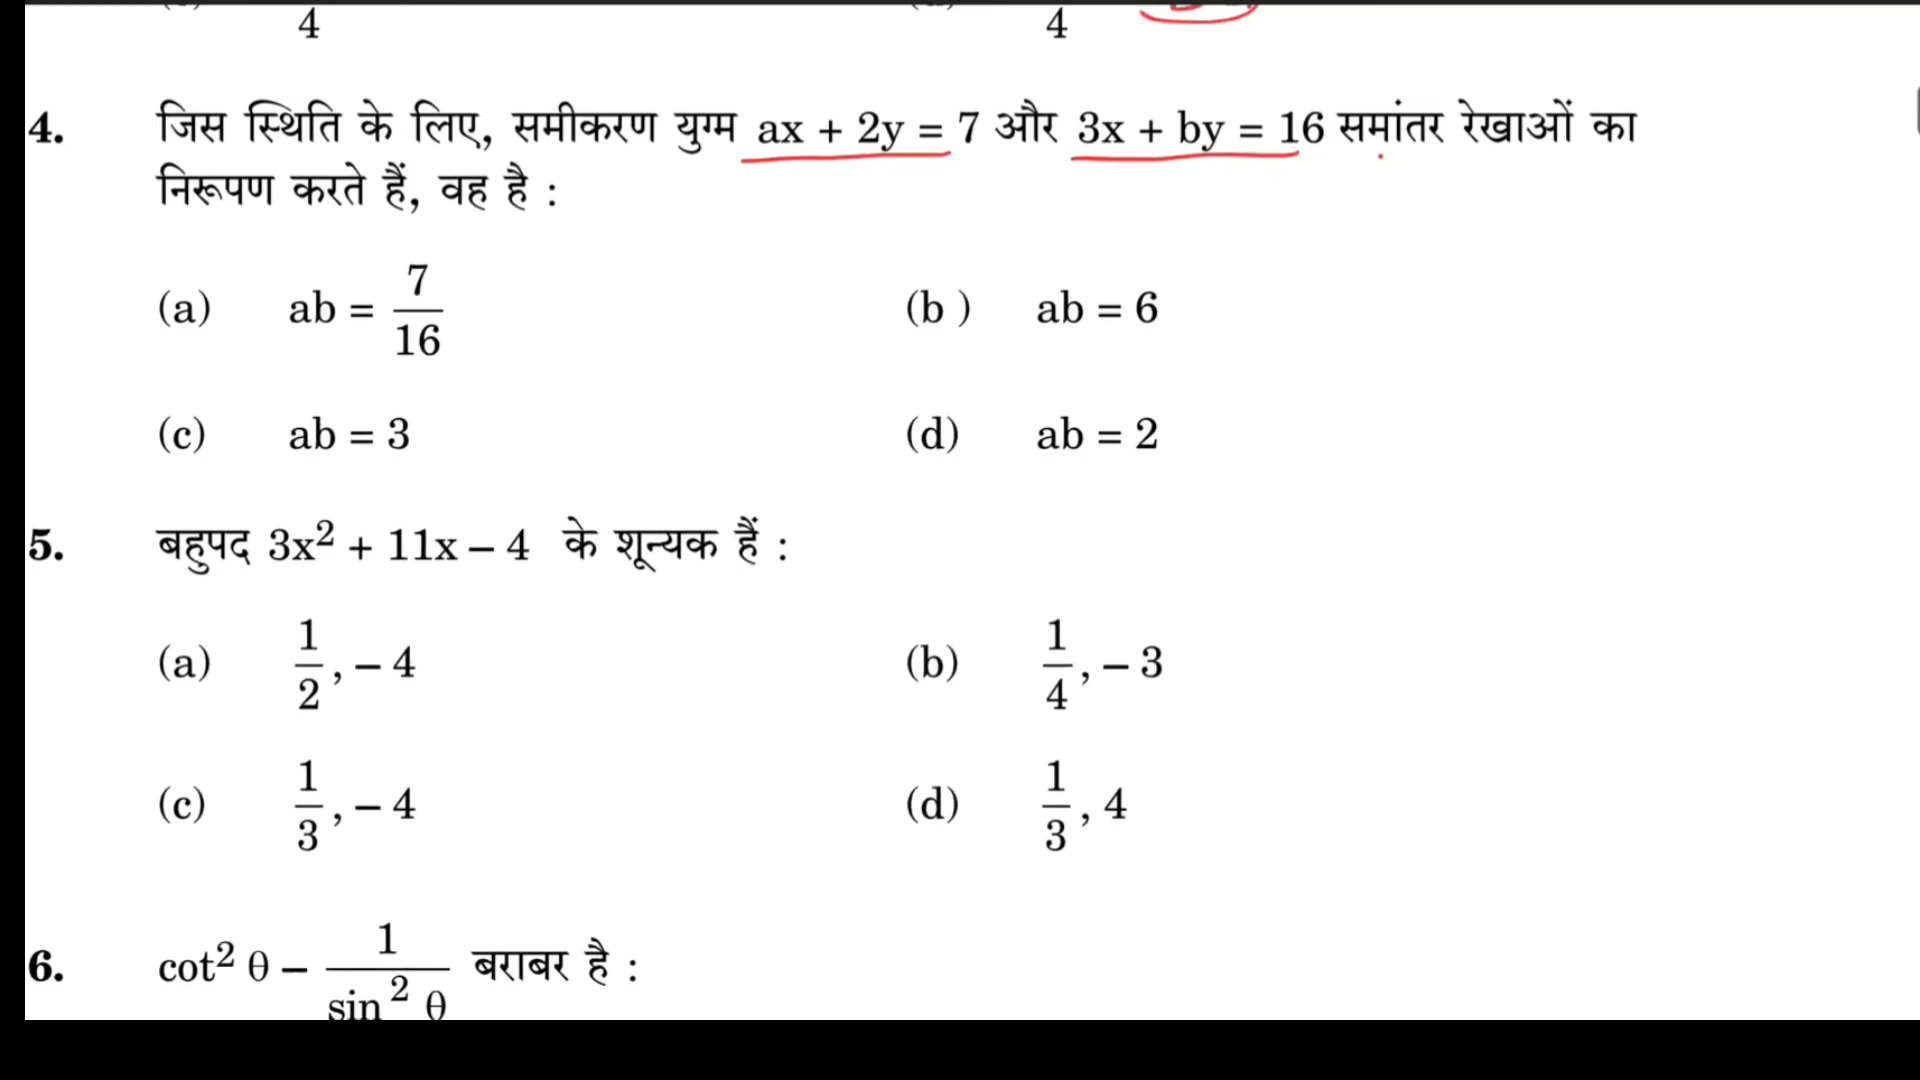 4 4
4. जिस स्थिति के लिए, समीकरण युग्म ax + 2y = 7 और 3x + by = 16 समांतर रेखाओं का
निरूपण करते हैं, वह है :
(a) ab = 7/16 (b ) ab = 6
(c) ab = 3 (d) ab = 2
5. बहुपद 3x² + 11x – 4 के शून्यक हैं :
(a) 1/2, – 4 (b) 1/4, – 3
(c) 1/3, – 4 (d) 1/3, 4
6. cot² θ – 1/sin² θ बराबर है :